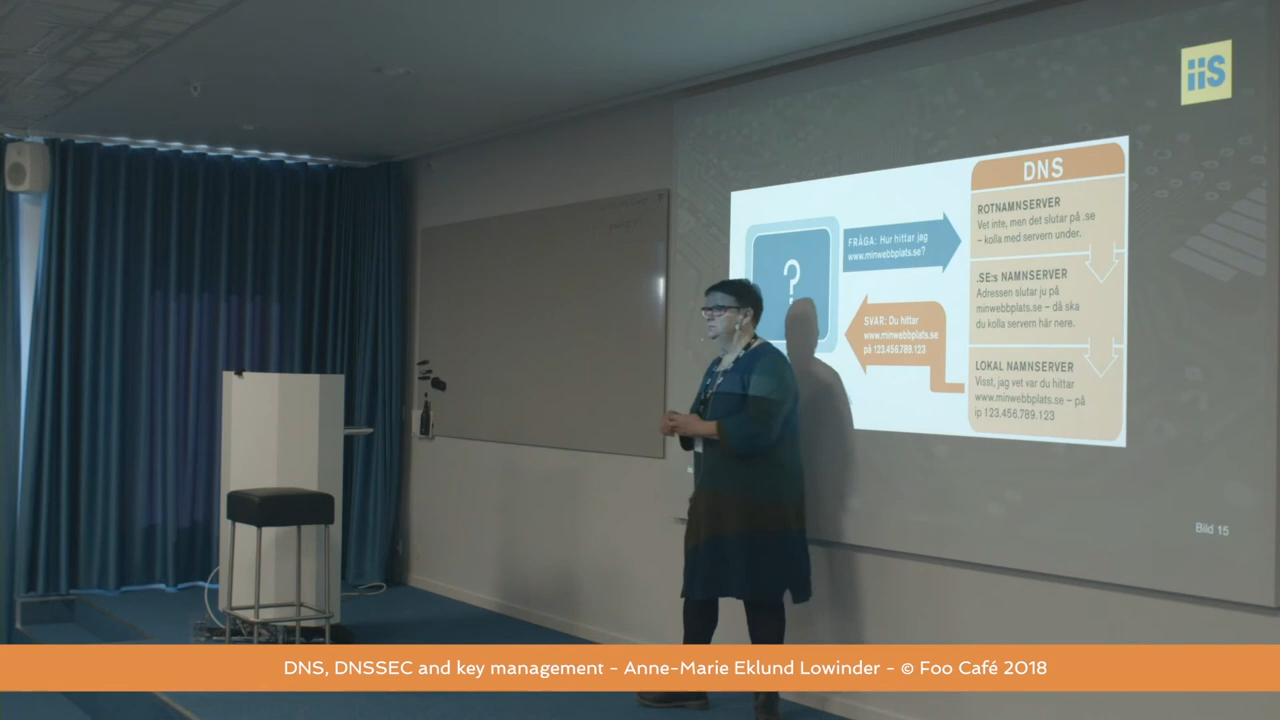 iiS
DNS
ROTNAMNSERVER
Vet inte, men det slutar på .se
– kolla med servern under.
FRÅGA: Hur hittar jag
www.minwebbplats.se?
?
.SE:s NAMNSERVER
Adressen slutar ju på
minwebbplats.se – då ska
du kolla servern här nere.
SVAR: Du hittar
www.minwebbplats.se
på 123.456.789.123
LOKAL NAMNSERVER
Visst, jag vet var du hittar
www.minwebbplats.se – på
ip 123.456.789.123
Bild 15
DNS, DNSSEC and key management - Anne-Marie Eklund Lowinder - © Foo Café 2018